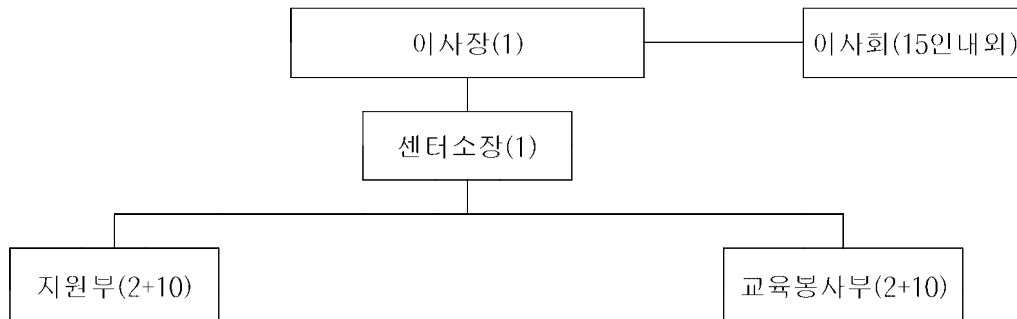 이사장(1)
이사회(15인내외)
센터소장(1)
지원부(2+10)
교육봉사부(2+10)